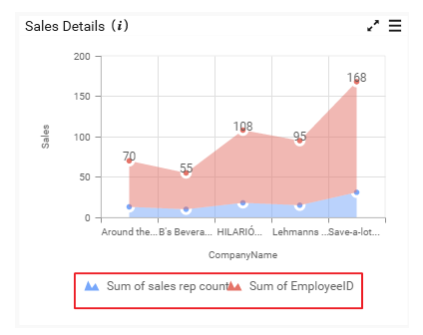 Sales Details (i)
200
168
150
108
95
100
70
55
50
0
Sales
Around the... B's Bevera... HILARIÓ... Lehmanns ... Save-a-lot...
CompanyName
Sum of sales rep count Sum of EmployeeID